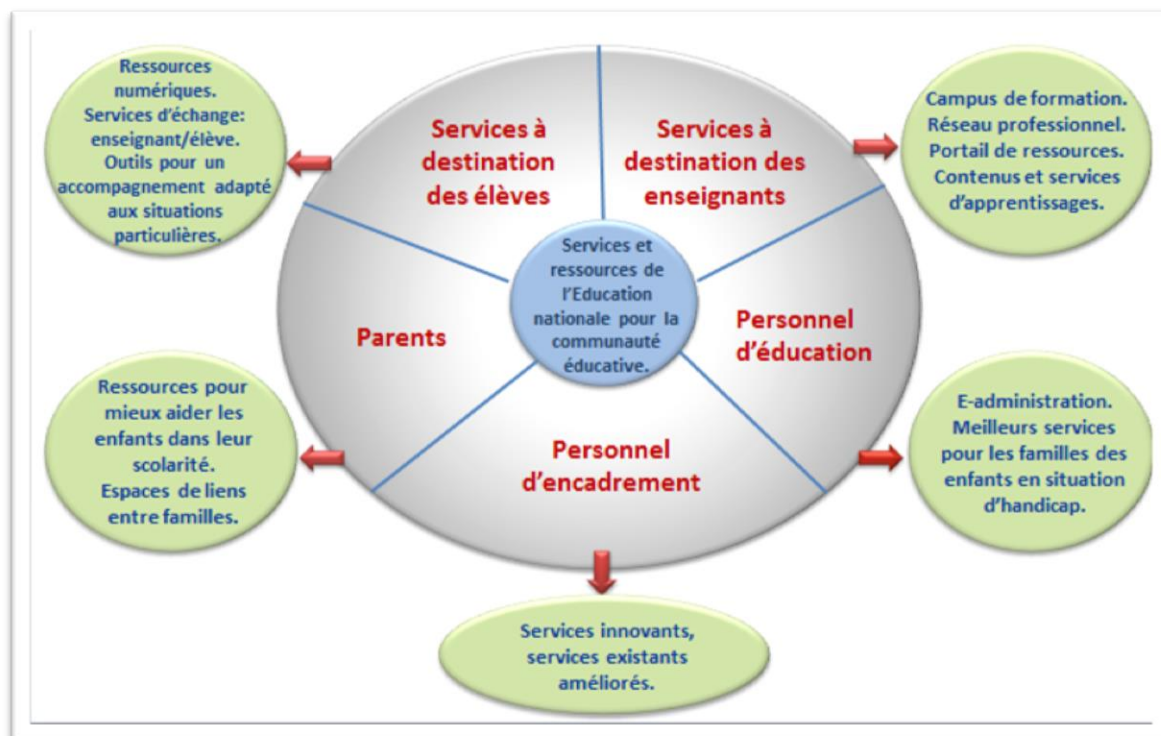 Ressources
numériques.
Services d'échange:
enseignant/élève.
Outils pour un
accompagnement adapté
aux situations
particulières.
Services à
destination
des élèves
Services à
destination des
enseignants
Campus de formation.
Réseau professionnel.
Portail de ressources.
Contenus et services
d'apprentissages.
Services et
ressources de
l'Education
nationale pour la
communauté
éducative.
Parents
Personnel
d'éducation
Ressources pour
mieux aider les
enfants dans leur
scolarité.
Espaces de liens
entre familles.
Personnel
d'encadrement
E-administration.
Meilleurs services
pour les familles des
enfants en situation
d'handicap.
Services innovants,
services existants
améliorés.